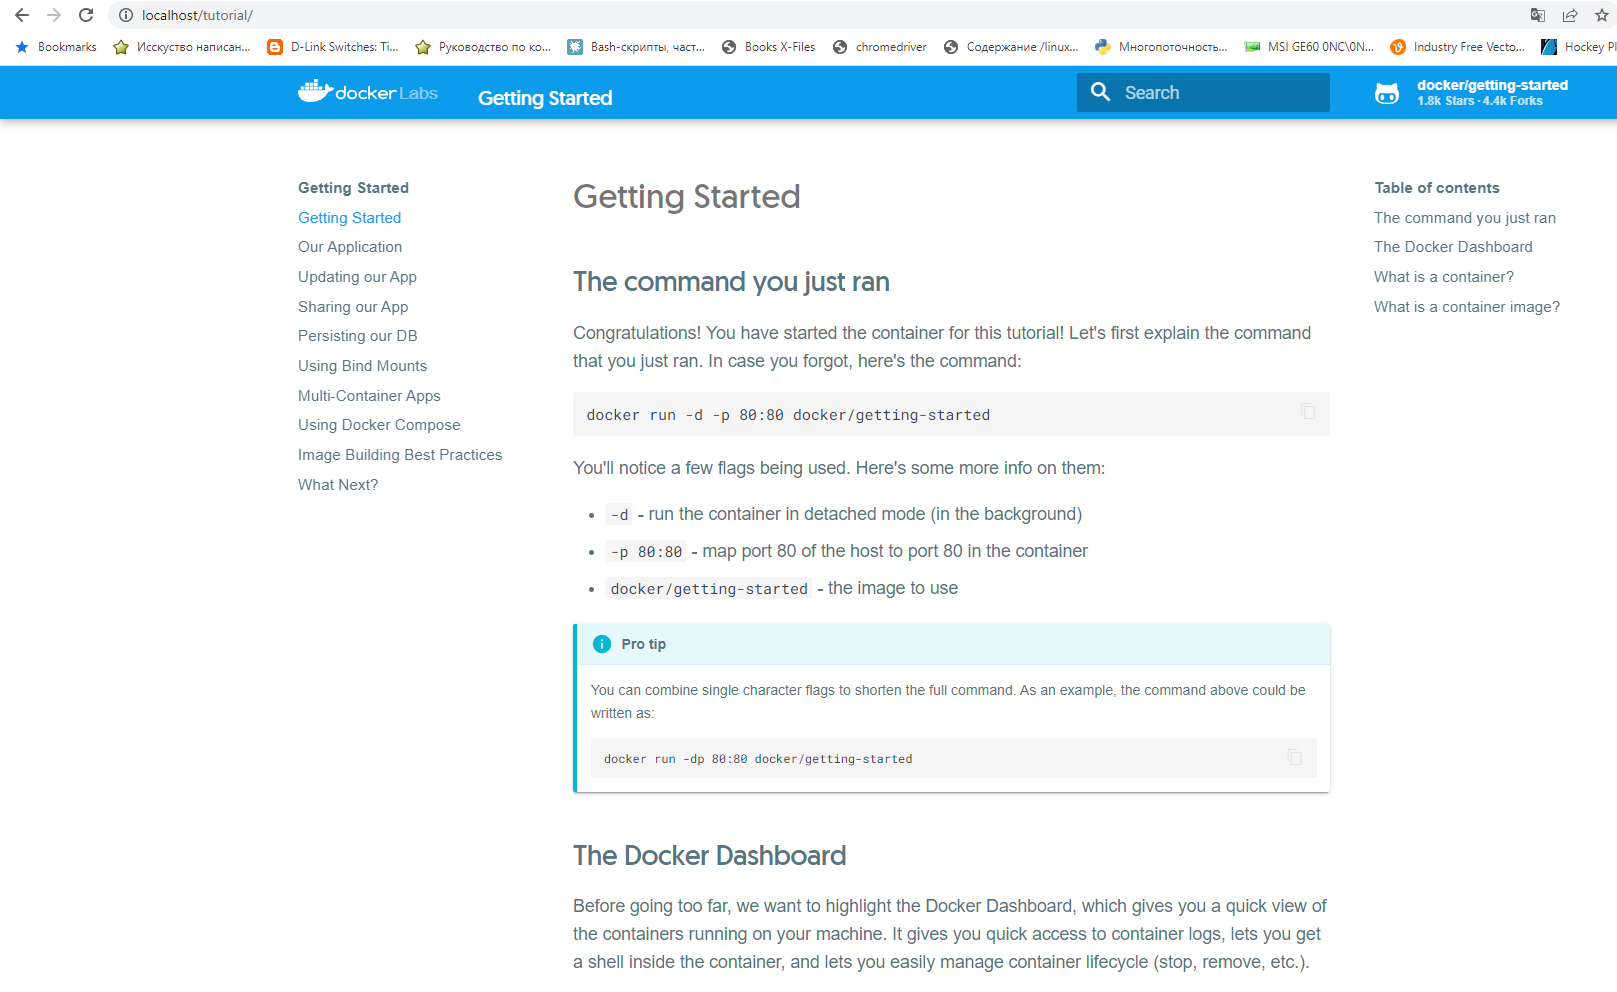 localhost/tutorial/
Bookmarks Исскуство написан... D-Link Switches: Ti... Руководство по ко... Bash-скрипты, част... Books X-Files chromedriver Содержание /linux... Многопоточность... MSI GE60 0NC\0N... Industry Free Vecto... Hockey Pl
docker Labs Getting Started Search docker/getting-started
1.8k Stars · 4.4k Forks
Getting Started
Getting Started
Our Application
Updating our App
Sharing our App
Persisting our DB
Using Bind Mounts
Multi-Container Apps
Using Docker Compose
Image Building Best Practices
What Next?
Getting Started
The command you just ran
Congratulations! You have started the container for this tutorial! Let's first explain the command
that you just ran. In case you forgot, here's the command:
docker run -d -p 80:80 docker/getting-started
You'll notice a few flags being used. Here's some more info on them:
• -d - run the container in detached mode (in the background)
• -p 80:80 - map port 80 of the host to port 80 in the container
• docker/getting-started - the image to use
Pro tip
You can combine single character flags to shorten the full command. As an example, the command above could be
written as:
docker run -dp 80:80 docker/getting-started
The Docker Dashboard
Before going too far, we want to highlight the Docker Dashboard, which gives you a quick view of
the containers running on your machine. It gives you quick access to container logs, lets you get
a shell inside the container, and lets you easily manage container lifecycle (stop, remove, etc.).
Table of contents
The command you just ran
The Docker Dashboard
What is a container?
What is a container image?